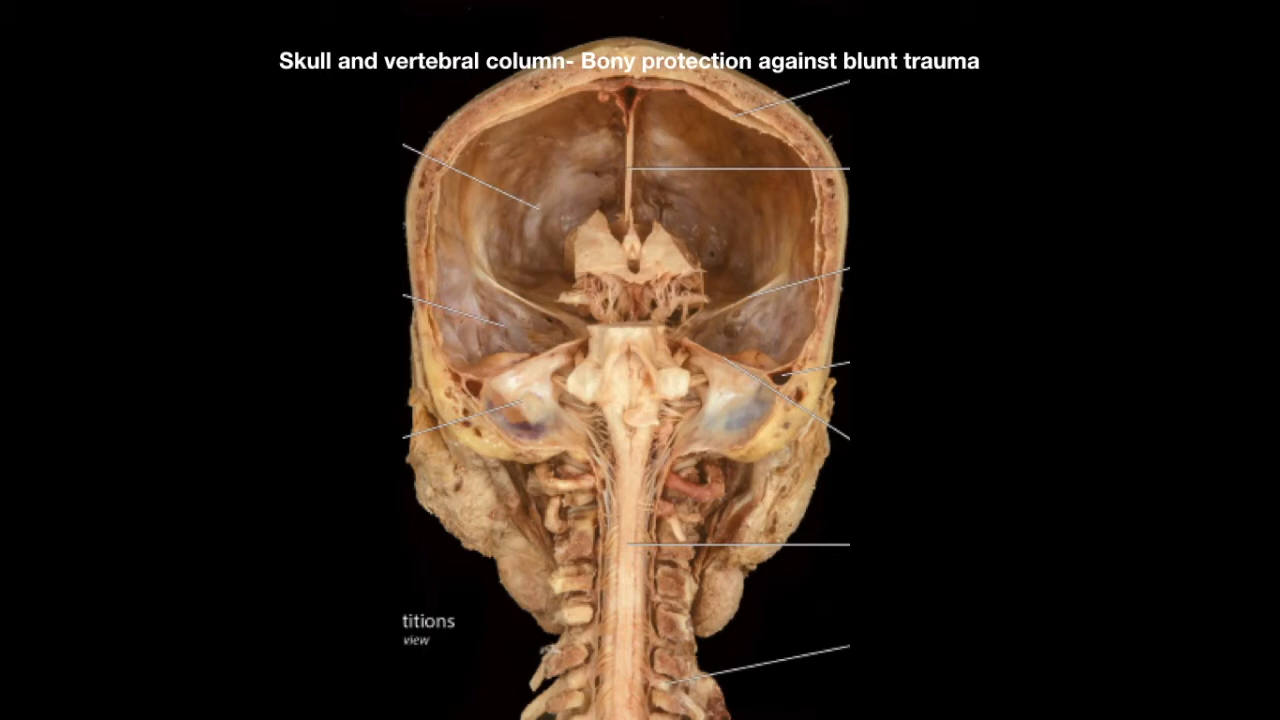 Skull and vertebral column- Bony protection against blunt trauma
titions
view